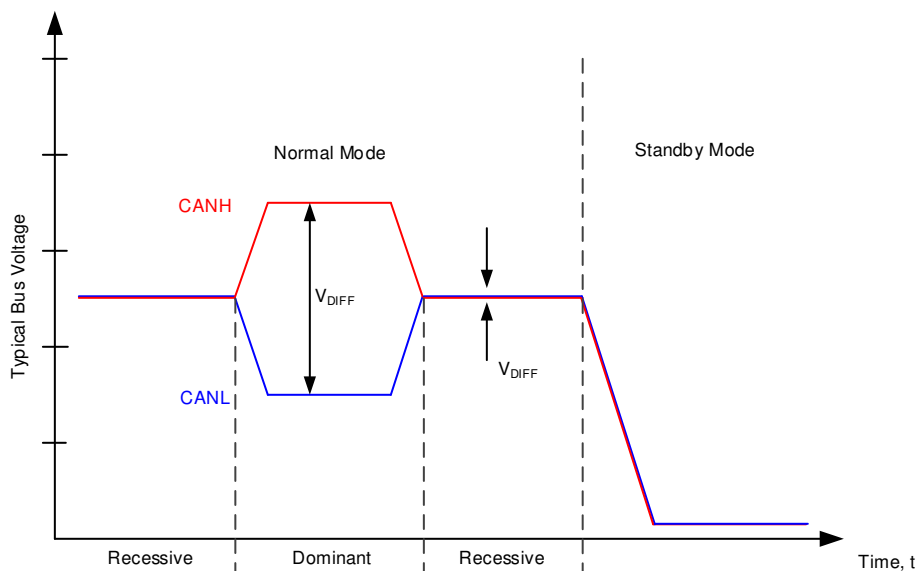 Normal Mode
Standby Mode
CANH
Typical Bus Voltage
VDIFF
VDIFF
CANL
Recessive
Dominant
Recessive
Time, t